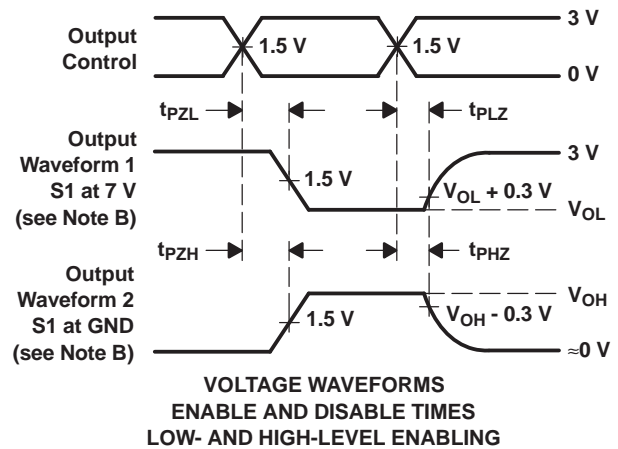 Output
Control
1.5 V
1.5 V
3 V
0 V
tPZL
tPLZ
Output
Waveform 1
S1 at 7 V
(see Note B)
1.5 V
3 V
VOL + 0.3 V
VOL
tPZH
tPHZ
Output
Waveform 2
S1 at GND
(see Note B)
1.5 V
VOH
VOH - 0.3 V
≈0 V
VOLTAGE WAVEFORMS
ENABLE AND DISABLE TIMES
LOW- AND HIGH-LEVEL ENABLING